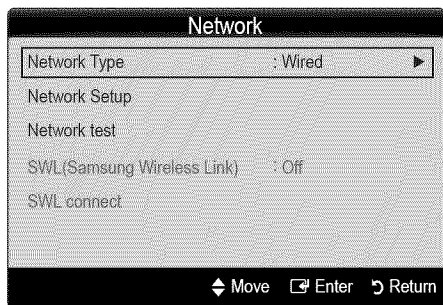 Network
Network Type : Wired ▶
Network Setup
Network test
SWL(Samsung Wireless Link) : Off
SWL connect
Move Enter Return